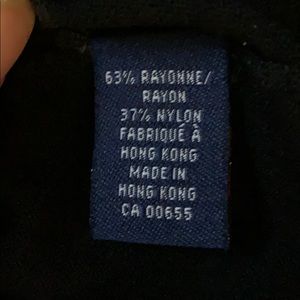 63% RAYONNE/
RAYON
37% NYLON
FABRIQUÉ À
HONG KONG
MADE IN
HONG KONG
CA 00655